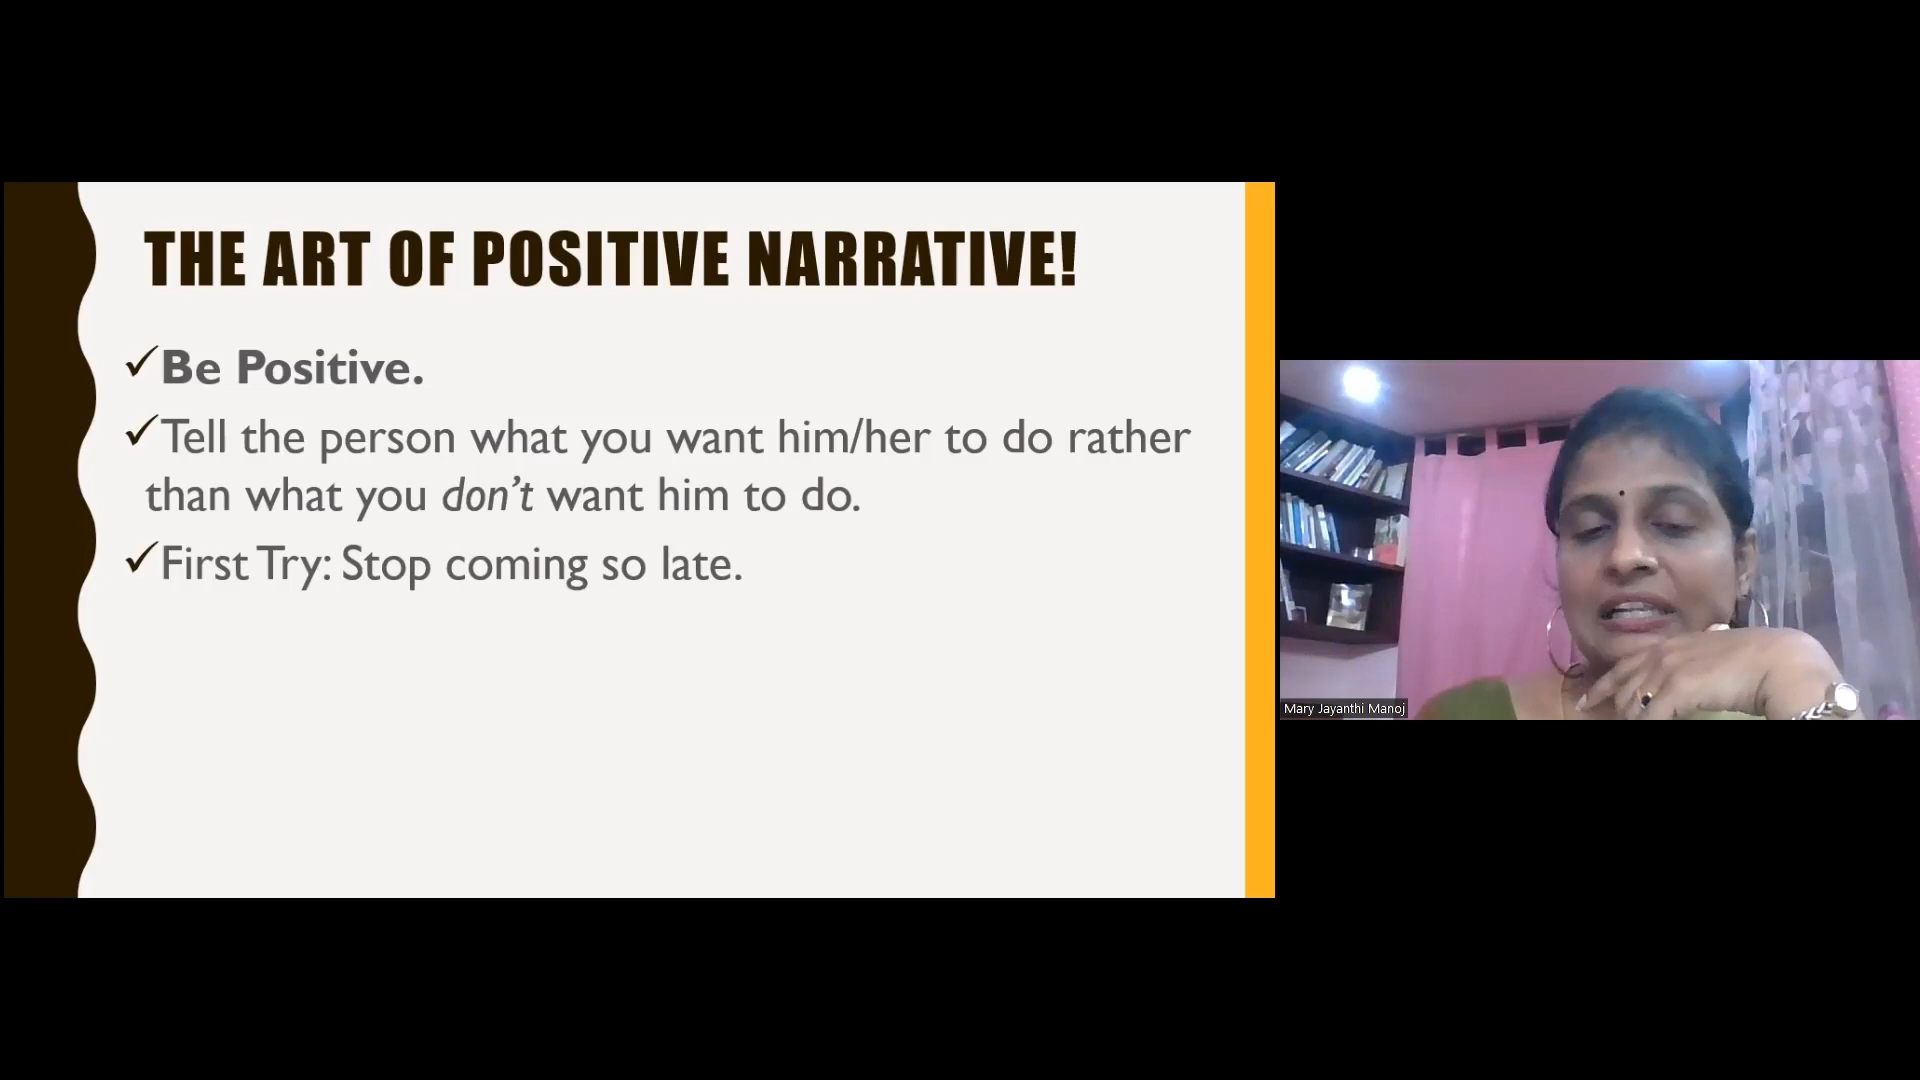 THE ART OF POSITIVE NARRATIVE!
✓Be Positive.
✓Tell the person what you want him/her to do rather
than what you don't want him to do.
✓First Try: Stop coming so late.
Mary Jayanthi Manoj